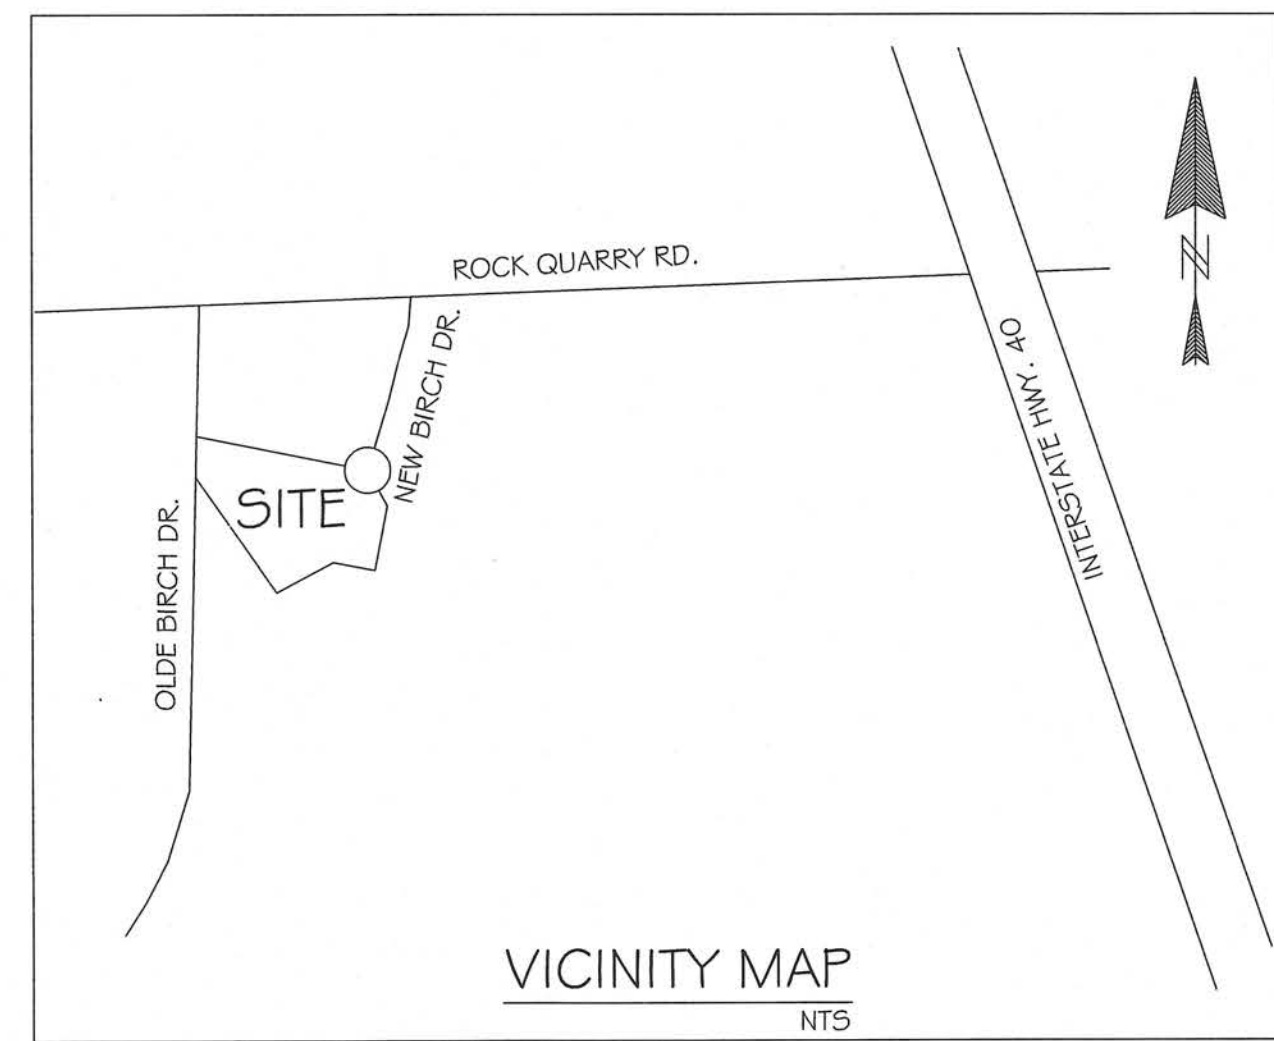 ROCK QUARRY RD.
NEW BIRCH DR.
INTERSTATE HWY. 40
N
SITE
OLDE BIRCH DR.
VICINITY MAP
NTS